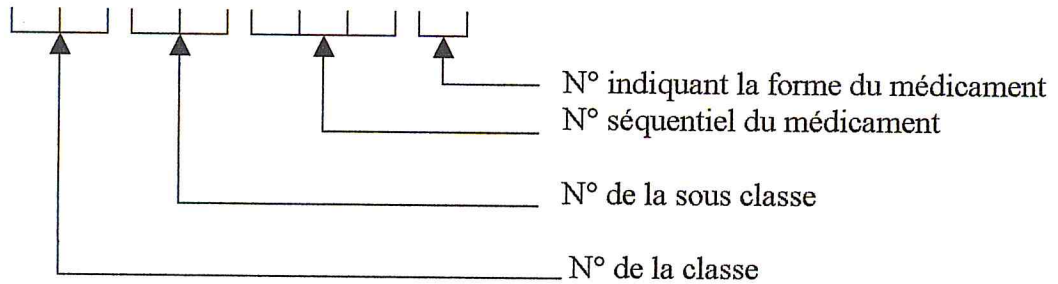 N° indiquant la forme du médicament
N° séquentiel du médicament
N° de la sous classe
N° de la classe